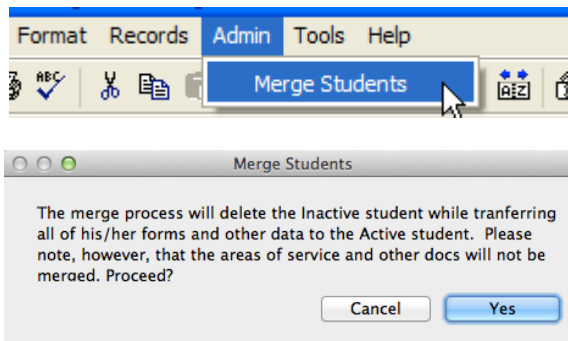 Format Records Admin Tools Help
ABC
Merge Students
A Z
Merge Students
The merge process will delete the Inactive student while tranferring
all of his/her forms and other data to the Active student. Please
note, however, that the areas of service and other docs will not be
merged. Proceed?
Cancel Yes